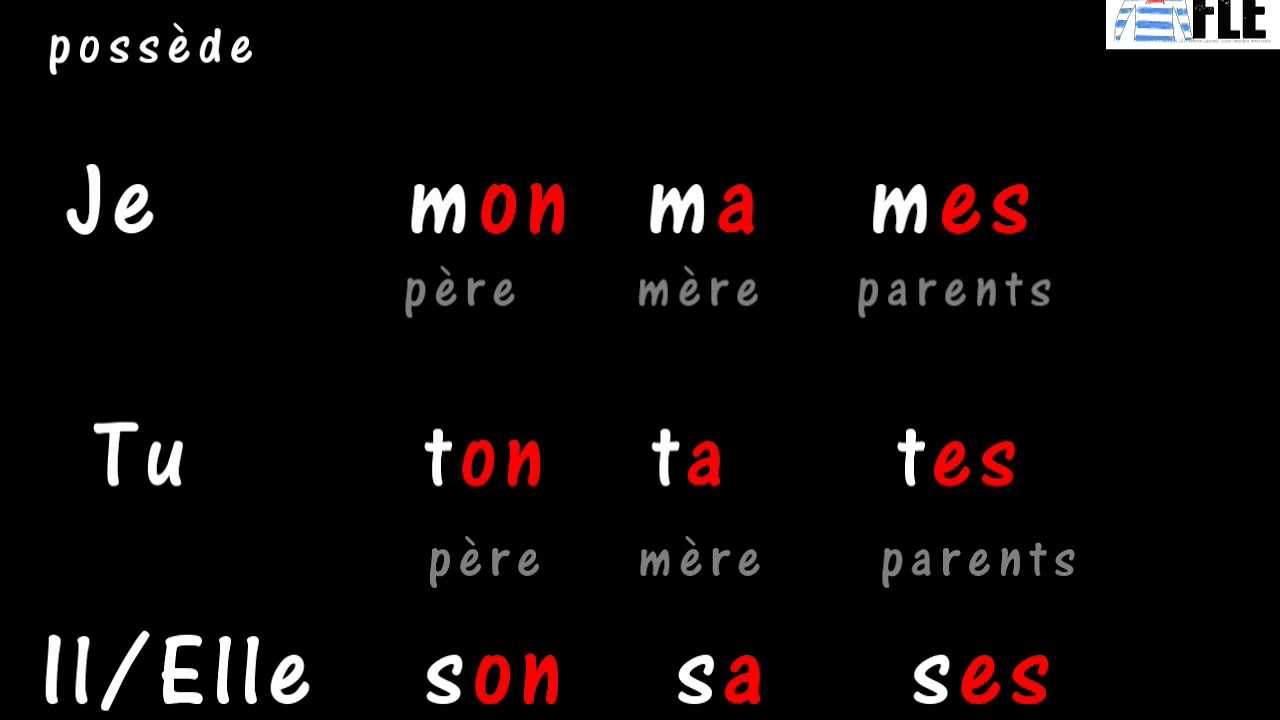 possède
FLE
Je mon ma mes
père mère parents
Tu ton ta tes
père mère parents
Il/Elle son sa ses